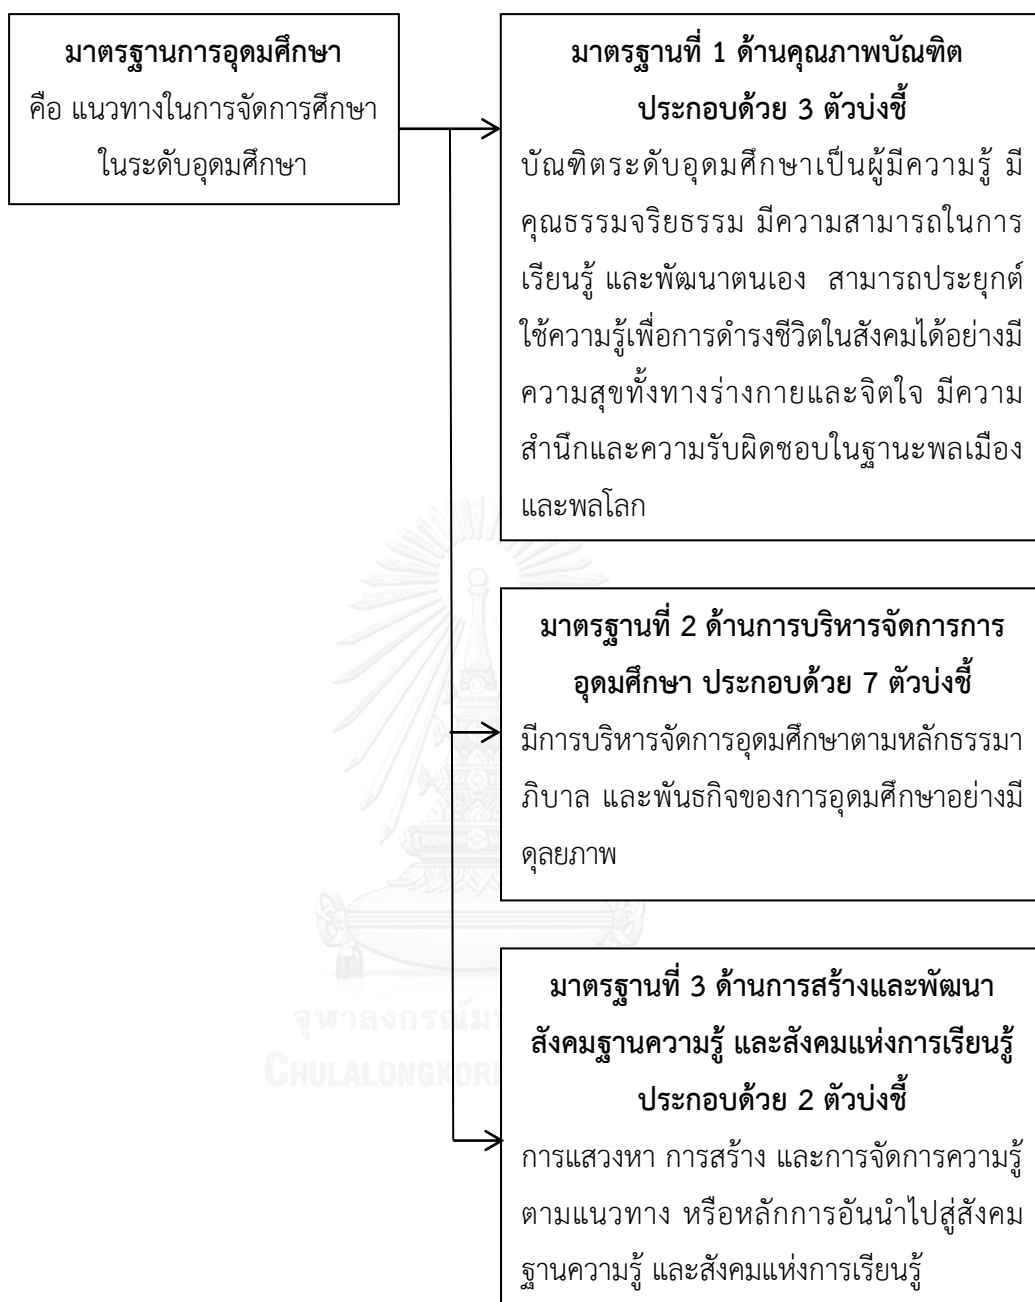 มาตรฐานการอุดมศึกษา
คือ แนวทางในการจัดการศึกษา
ในระดับอุดมศึกษา
มาตรฐานที่ 1 ด้านคุณภาพบัณฑิต
ประกอบด้วย 3 ตัวบ่งชี้
บัณฑิตระดับอุดมศึกษาเป็นผู้มีความรู้ มี
คุณธรรมจริยธรรม มีความสามารถในการ
เรียนรู้ และพัฒนาตนเอง สามารถประยุกต์
ใช้ความรู้เพื่อการดำรงชีวิตในสังคมได้อย่างมี
ความสุขทั้งทางร่างกายและจิตใจ มีความ
สำนึกและความรับผิดชอบในฐานะพลเมือง
และพลโลก
มาตรฐานที่ 2 ด้านการบริหารจัดการการ
อุดมศึกษา ประกอบด้วย 7 ตัวบ่งชี้
มีการบริหารจัดการอุดมศึกษาตามหลักธรรมา
ภิบาล และพันธกิจของการอุดมศึกษาอย่างมี
ดุลยภาพ
มาตรฐานที่ 3 ด้านการสร้างและพัฒนา
สังคมฐานความรู้ และสังคมแห่งการเรียนรู้
ประกอบด้วย 2 ตัวบ่งชี้
การแสวงหา การสร้าง และการจัดการความรู้
ตามแนวทาง หรือหลักการอันนำไปสู่สังคม
ฐานความรู้ และสังคมแห่งการเรียนรู้
จุฬาลงกรณ์ม
CHULALONGKOR